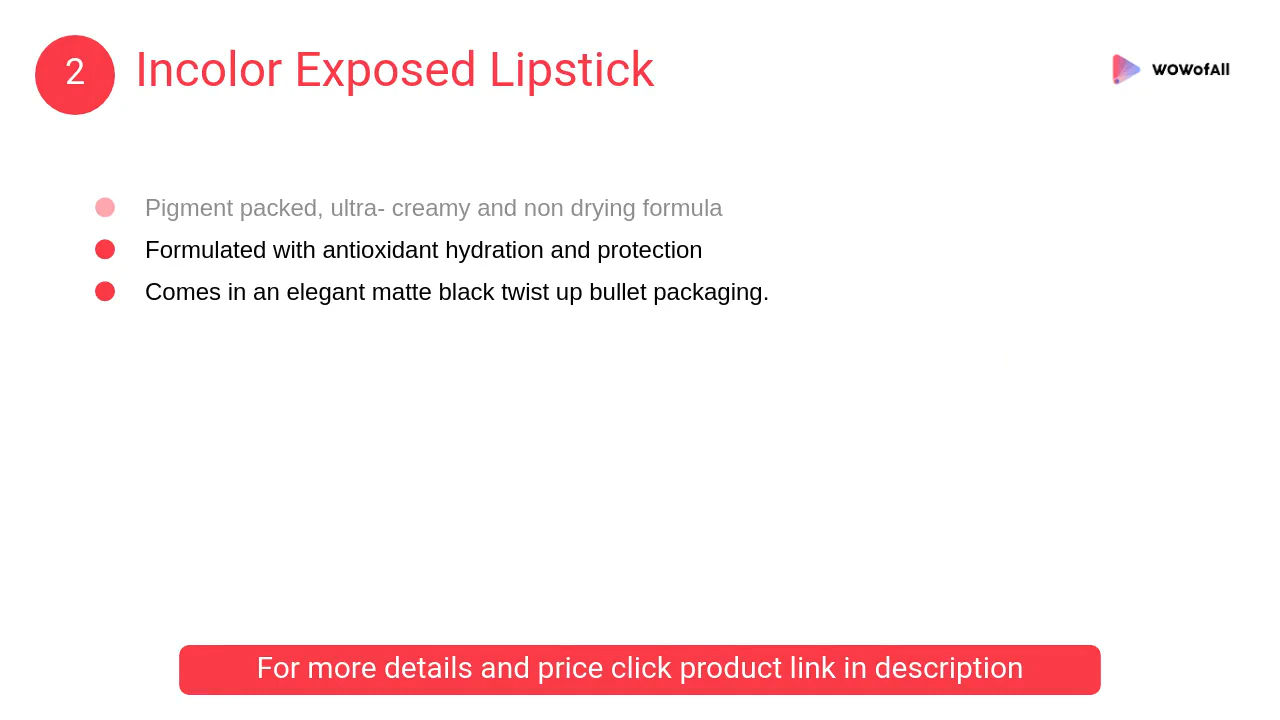 2
Incolor Exposed Lipstick
WOWofAll
Pigment packed, ultra- creamy and non drying formula
Formulated with antioxidant hydration and protection
Comes in an elegant matte black twist up bullet packaging.
For more details and price click product link in description